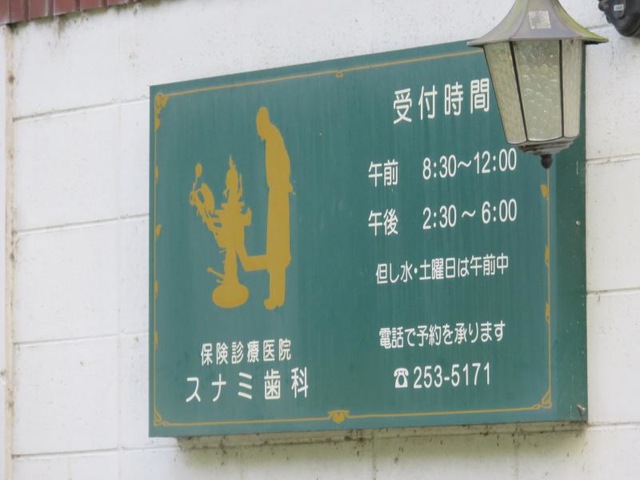 受付時間
午前 8:30～12:00
午後 2:30～6:00
但し水・土曜日は午前中
電話で予約を承ります
☎253-5171
保険診療医院
スナミ歯科